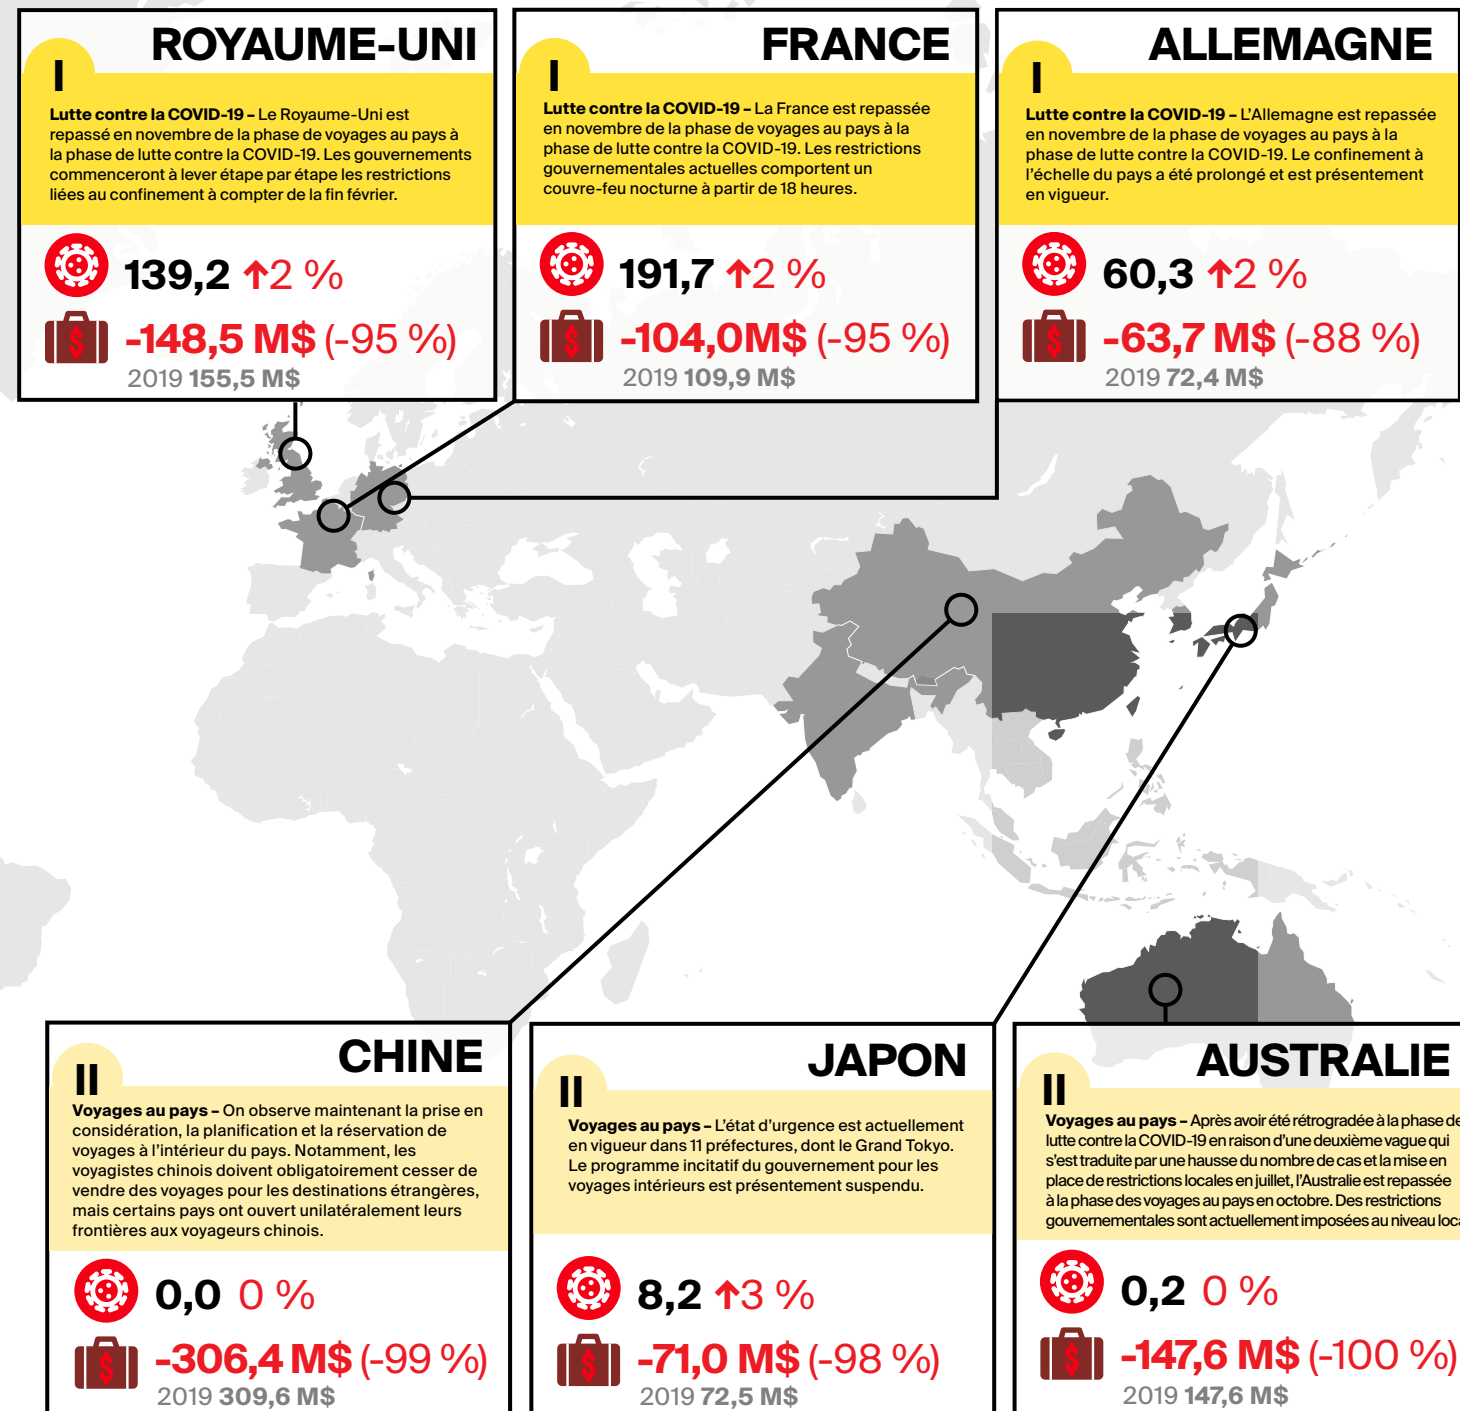 ROYAUME-UNI
I
Lutte contre la COVID-19 – Le Royaume-Uni est
repassé en novembre de la phase de voyages au pays à
la phase de lutte contre la COVID-19. Les gouvernements
commenceront à lever étape par étape les restrictions
liées au confinement à compter de la fin février.
139,2 ↑2 %
-148,5 M$ (-95 %)
2019 155,5 M$
FRANCE
I
Lutte contre la COVID-19 – La France est repassée
en novembre de la phase de voyages au pays à la
phase de lutte contre la COVID-19. Les restrictions
gouvernementales actuelles comportent un
couvre-feu nocturne à partir de 18 heures.
191,7 ↑2 %
-104,0M$ (-95 %)
2019 109,9 M$
ALLEMAGNE
I
Lutte contre la COVID-19 – L'Allemagne est repassée
en novembre de la phase de voyages au pays à la
phase de lutte contre la COVID-19. Le confinement à
l'échelle du pays a été prolongé et est présentement
en vigueur.
60,3 ↑2 %
-63,7 M$ (-88 %)
2019 72,4 M$
CHINE
II
Voyages au pays – On observe maintenant la prise en
considération, la planification et la réservation de
voyages à l'intérieur du pays. Notamment, les
voyagistes chinois doivent obligatoirement cesser de
vendre des voyages pour les destinations étrangères,
mais certains pays ont ouvert unilatéralement leurs
frontières aux voyageurs chinois.
0,0 0 %
$
-306,4 M$ (-99 %)
2019 309,6 M$
JAPON
II
Voyages au pays – L'état d'urgence est actuellement
en vigueur dans 11 préfectures, dont le Grand Tokyo.
Le programme incitatif du gouvernement pour les
voyages intérieurs est présentement suspendu.
8,2 ↑3 %
-71,0 M$ (-98 %)
2019 72,5 M$
AUSTRALIE
II
Voyages au pays – Après avoir été rétrogradée à la phase de
lutte contre la COVID-19 en raison d'une deuxième vague qui
s'est traduite par une hausse du nombre de cas et la mise en
place de restrictions locales en juillet, l'Australie est repassée
à la phase des voyages au pays en octobre. Des restrictions
gouvernementales sont actuellement imposées au niveau loca
0,2 0 %
-147,6 M$ (-100 %)
2019 147,6 M$